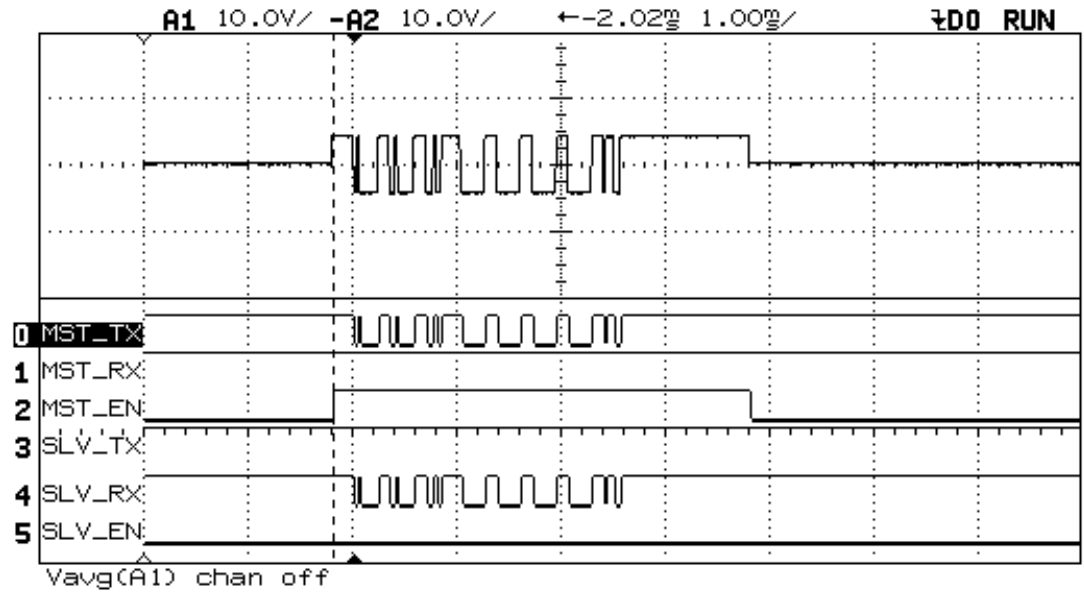 A1 10.0V/ -A2 10.0V/ ←-2.02ms 1.00ms/ ƗD0 RUN
0 MST_TX
1 MST_RX
2 MST_EN
3 SLV_TX
4 SLV_RX
5 SLV_EN
Vavg(A1) chan off